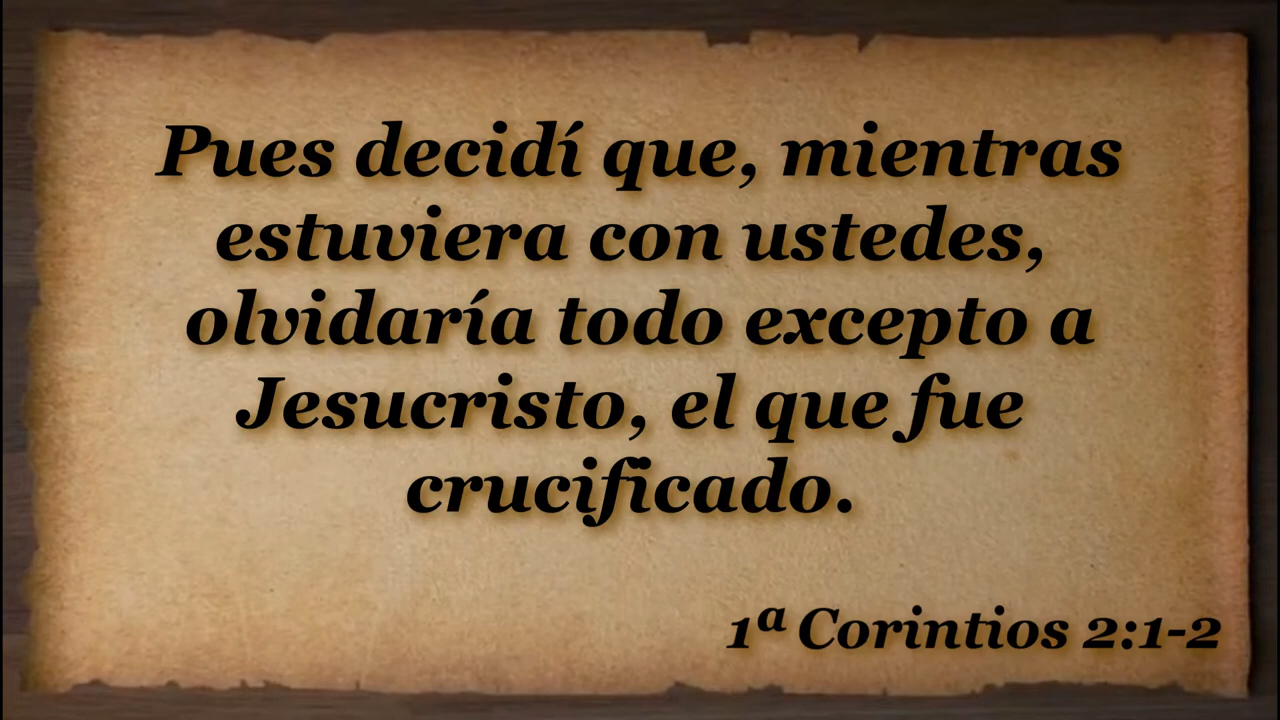 Pues decidí que, mientras
estuviera con ustedes,
olvidaría todo excepto a
Jesucristo, el que fue
crucificado.
1ª Corintios 2:1-2